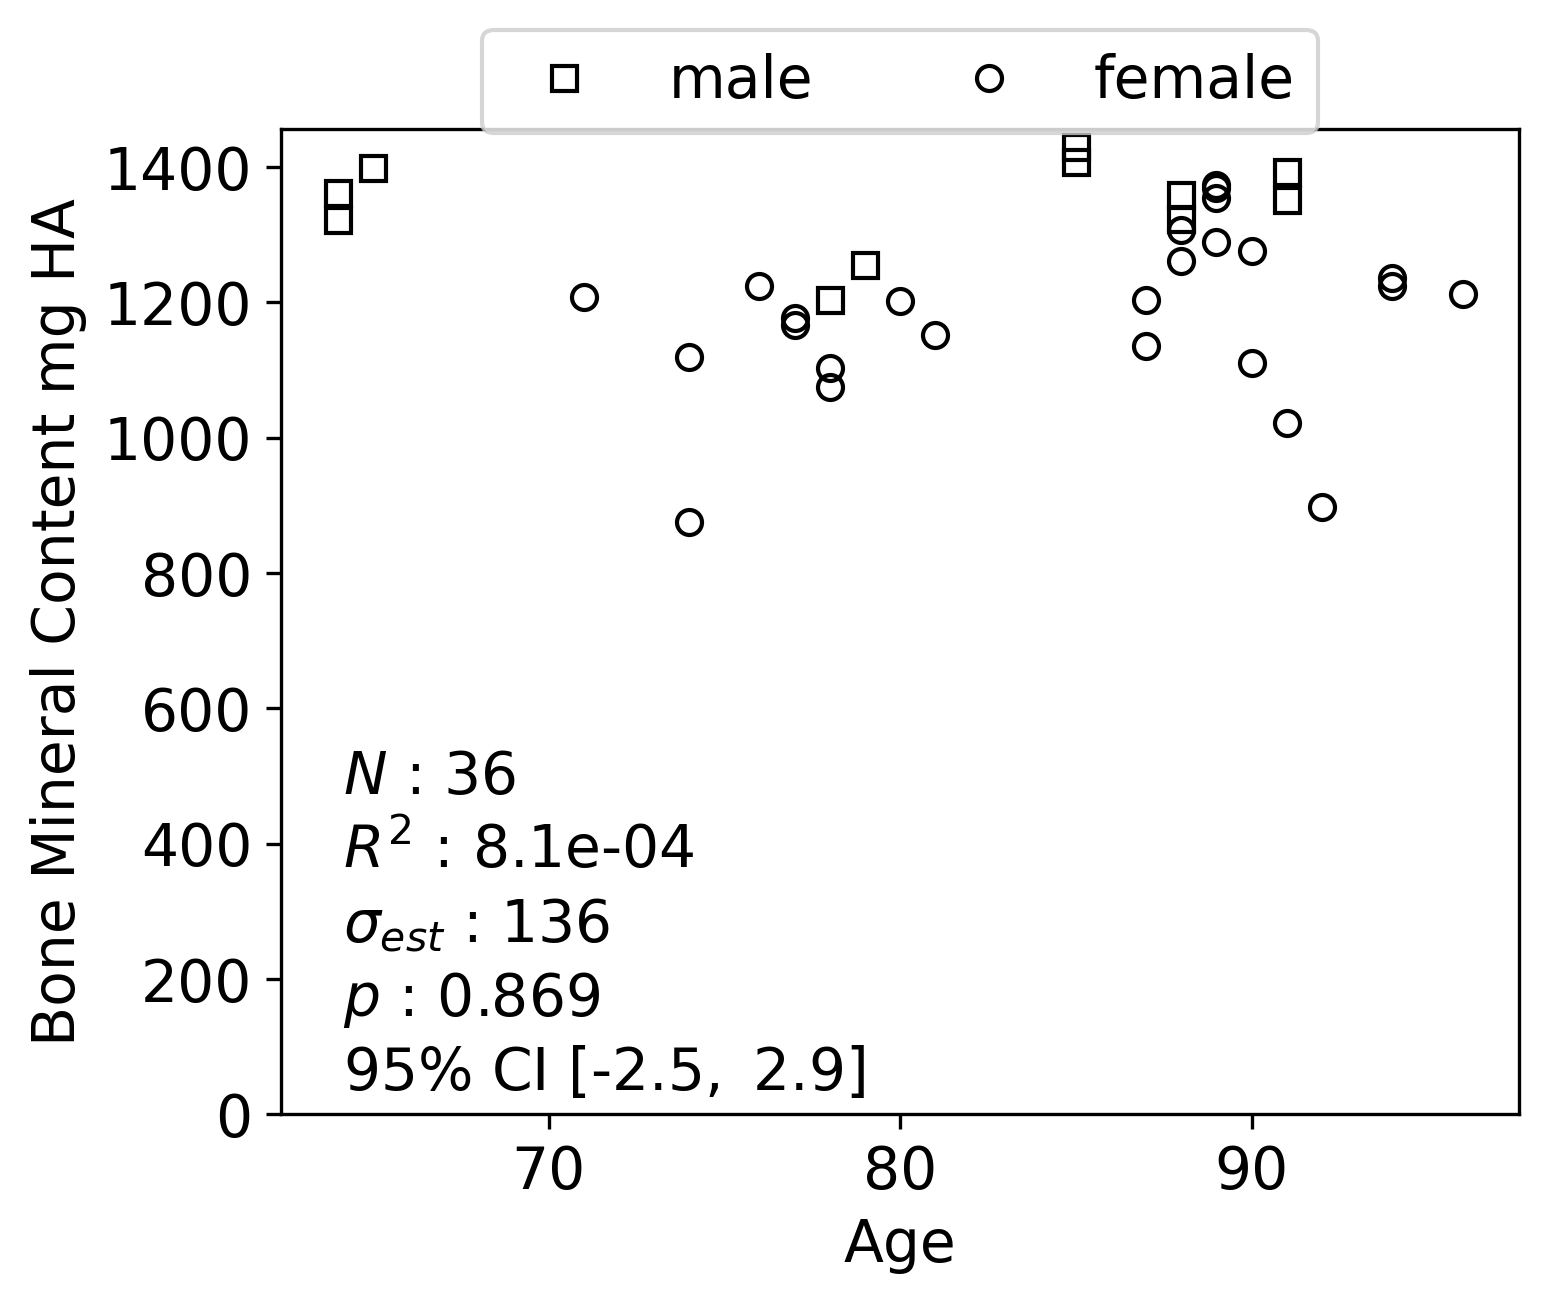 male female
Bone Mineral Content mg HA
1400
1200
1000
800
600
400
200
0
N : 36
R² : 8.1e-04
σ_est : 136
p : 0.869
95% CI [-2.5, 2.9]
70 80 90
Age